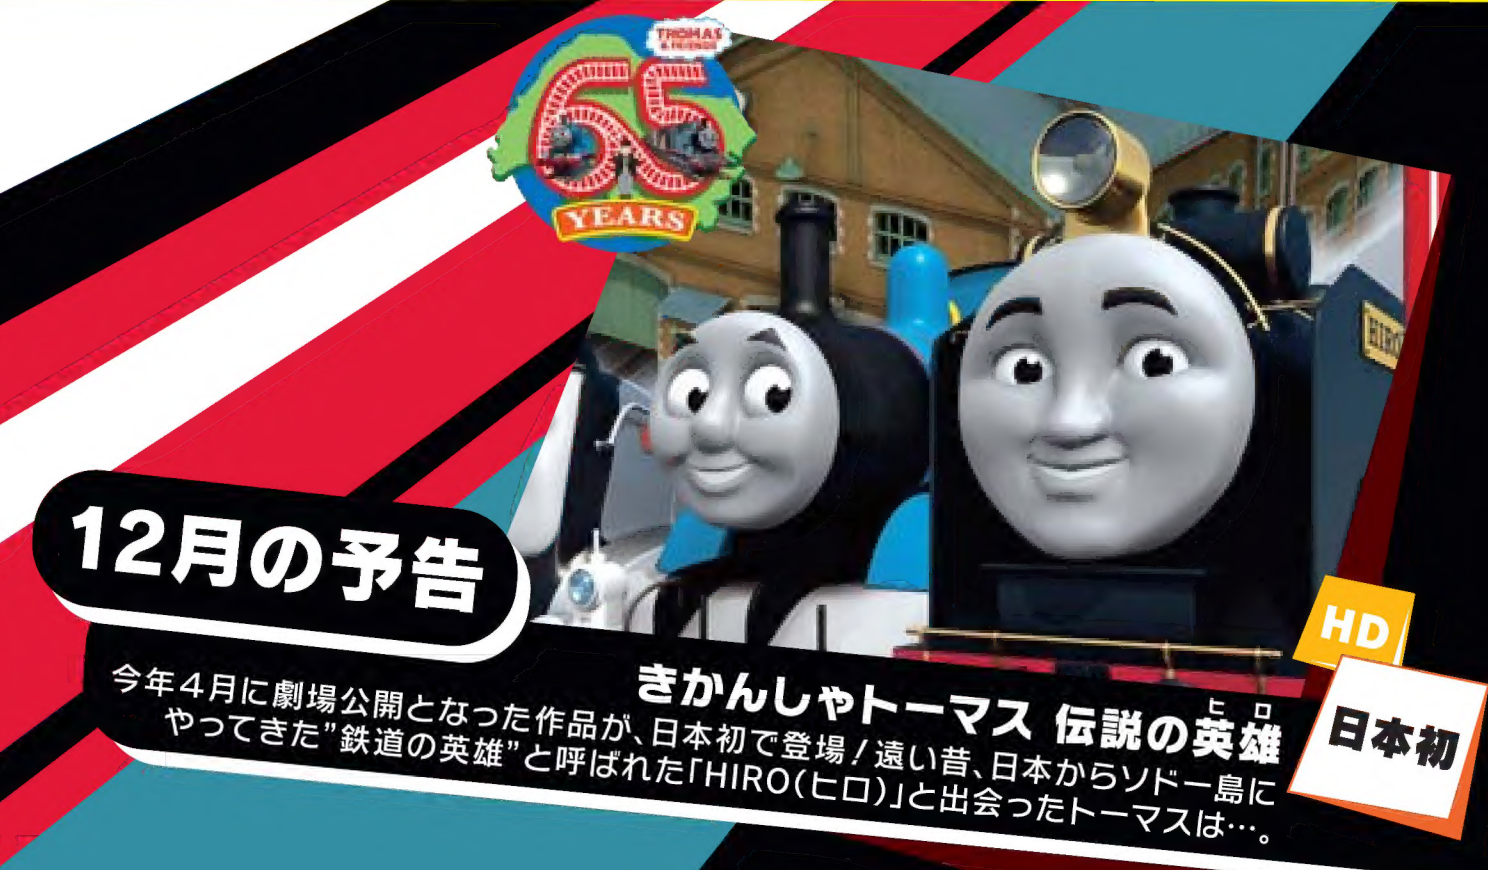 THOMAS
& FRIENDS
65
YEARS
HIRO
12月の予告
HD
日本初
きかんしゃトーマス 伝説の英雄
ヒロ
今年4月に劇場公開となった作品が、日本初で登場!遠い昔、日本からソドー島に
やってきた”鉄道の英雄”と呼ばれた「HIRO(ヒロ)」と出会ったトーマスは…。